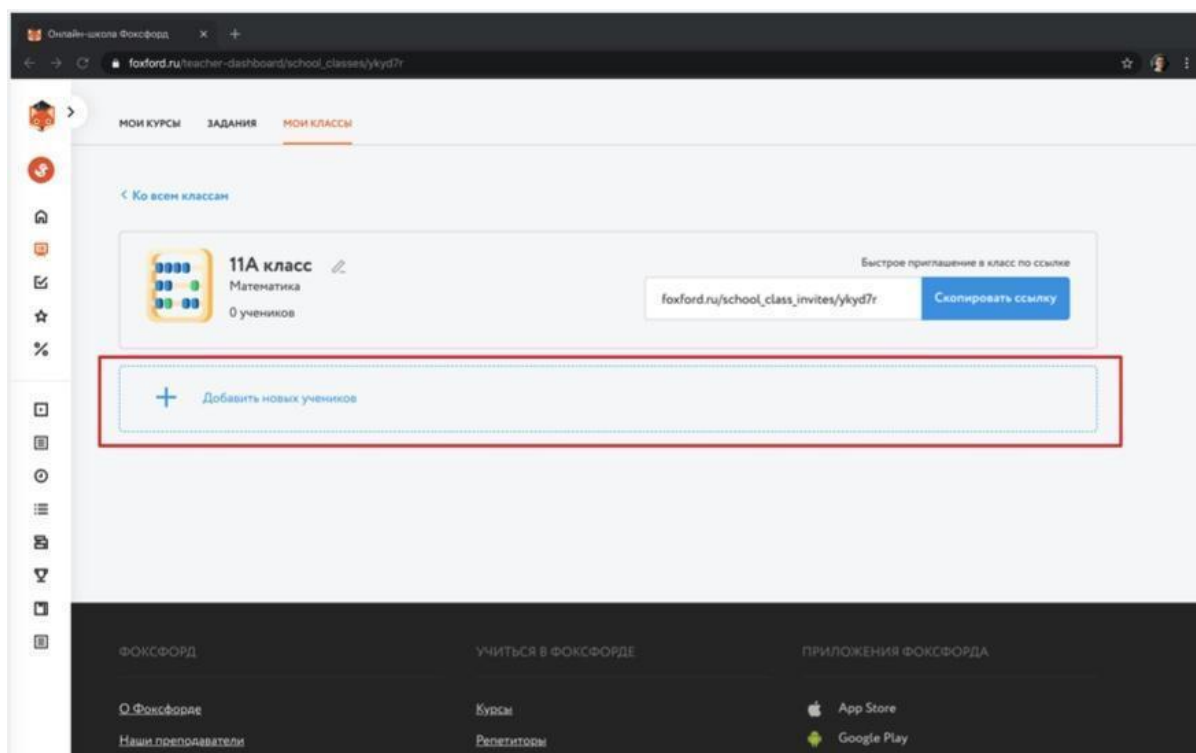 Онлайн-школа Фоксфорд
foxford.ru/teacher-dashboard/school_classes/ykyd7r
МОИ КУРСЫ ЗАДАНИЯ МОИ КЛАССЫ
Ко всем классам
11А класс
Математика
0 учеников
Быстрое приглашение в класс по ссылке
foxford.ru/school_class_invites/ykyd7r Скопировать ссылку
Добавить новых учеников
ФОКСФОРД УЧИТЬСЯ В ФОКСФОРДЕ ПРИЛОЖЕНИЯ ФОКСФОРДА
О Фоксфорде Курсы App Store
Наши преподаватели Репетиторы Google Play